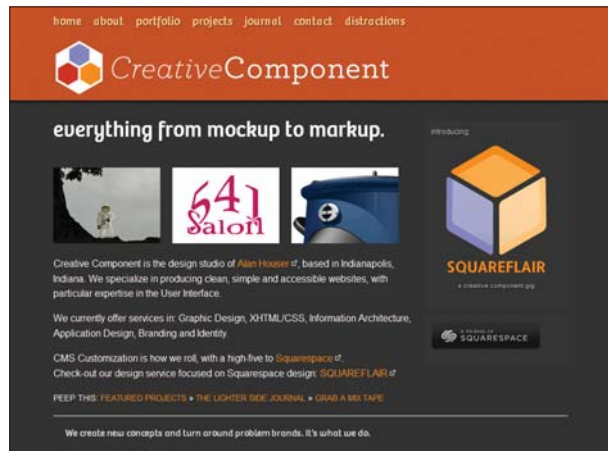 home about portfolio projects journal contact distractions
CreativeComponent
everything from mockup to markup.
641
Salon
Creative Component is the design studio of Alan Houser, based in Indianapolis,
Indiana. We specialize in producing clean, simple and accessible websites, with
particular expertise in the User Interface.
We currently offer services in: Graphic Design, XHTML/CSS, Information Architecture,
Application Design, Branding and Identity.
CMS Customization is how we roll, with a high-five to Squarespace.
Check-out our design service focused on Squarespace design: SQUAREFLAIR
PEEP THIS: FEATURED PROJECTS » THE LIGHTER SIDE JOURNAL » GRAB A MIX TAPE
We create new concepts and turn around problem brands. It's what we do.
Introducing:
SQUAREFLAIR
a creative component gig
A FRIEND OF
SQUARESPACE